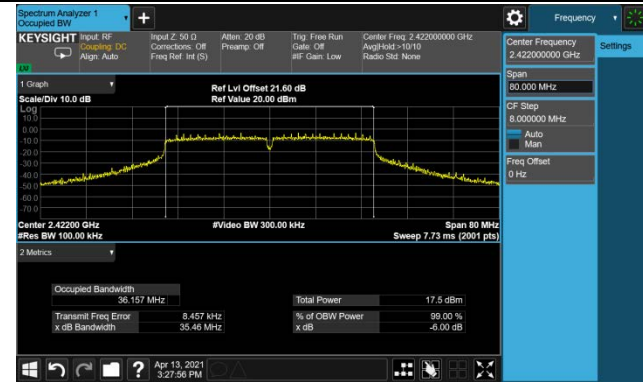 Spectrum Analyzer 1
Occupied BW
+
Frequency
KEYSIGHT
Input: RF
Coupling: DC
Align: Auto
Input Z: 50 Ω
Corrections: Off
Freq Ref: Int (S)
Atten: 20 dB
Preamp: Off
Trig: Free Run
Gate: Off
#IF Gain: Low
Center Freq: 2.422000000 GHz
Avg|Hold:>10/10
Radio Std: None
Center Frequency
2.422000000 GHz
Settings
Span
80.000 MHz
CF Step
8.000000 MHz
Auto
Man
Freq Offset
0 Hz
1 Graph
Scale/Div 10.0 dB
Ref Lvl Offset 21.60 dB
Ref Value 20.00 dBm
Log
10.0
0.00
-10.0
-20.0
-30.0
-40.0
-50.0
-60.0
-70.0
Center 2.42200 GHz
#Res BW 100.00 kHz
#Video BW 300.00 kHz
Span 80 MHz
Sweep 7.73 ms (2001 pts)
2 Metrics
Occupied Bandwidth
36.157 MHz
Total Power 17.5 dBm
Transmit Freq Error 8.457 kHz
% of OBW Power 99.00 %
x dB Bandwidth 35.46 MHz
x dB -6.00 dB
?
Apr 13, 2021
3:27:56 PM